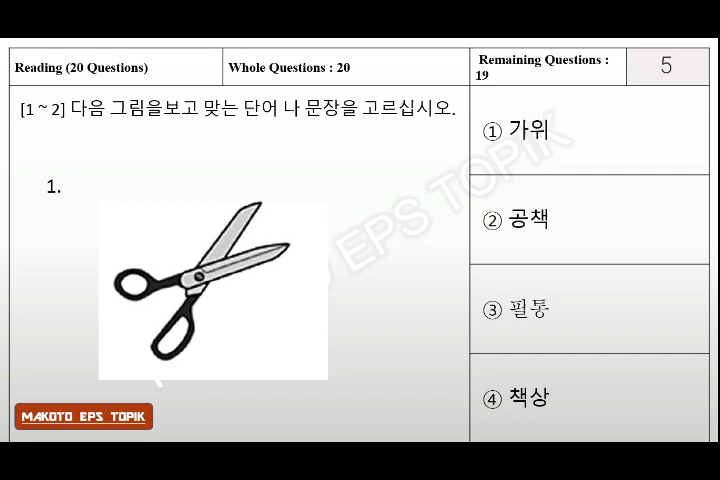 Reading (20 Questions)
Whole Questions : 20
Remaining Questions :
19
5
[1 ~ 2] 다음 그림을보고 맞는 단어 나 문장을 고르십시오.
1.
① 가위
② 공책
③ 필통
④ 책상
EPS TOPIK
MAKOTO EPS TOPIK